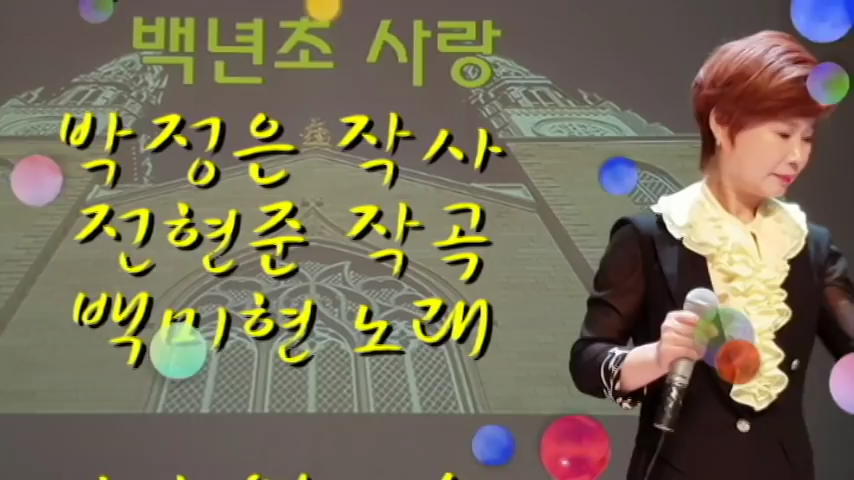 백년초 사랑
박정은 작사
전현준 작곡
백미현 노래